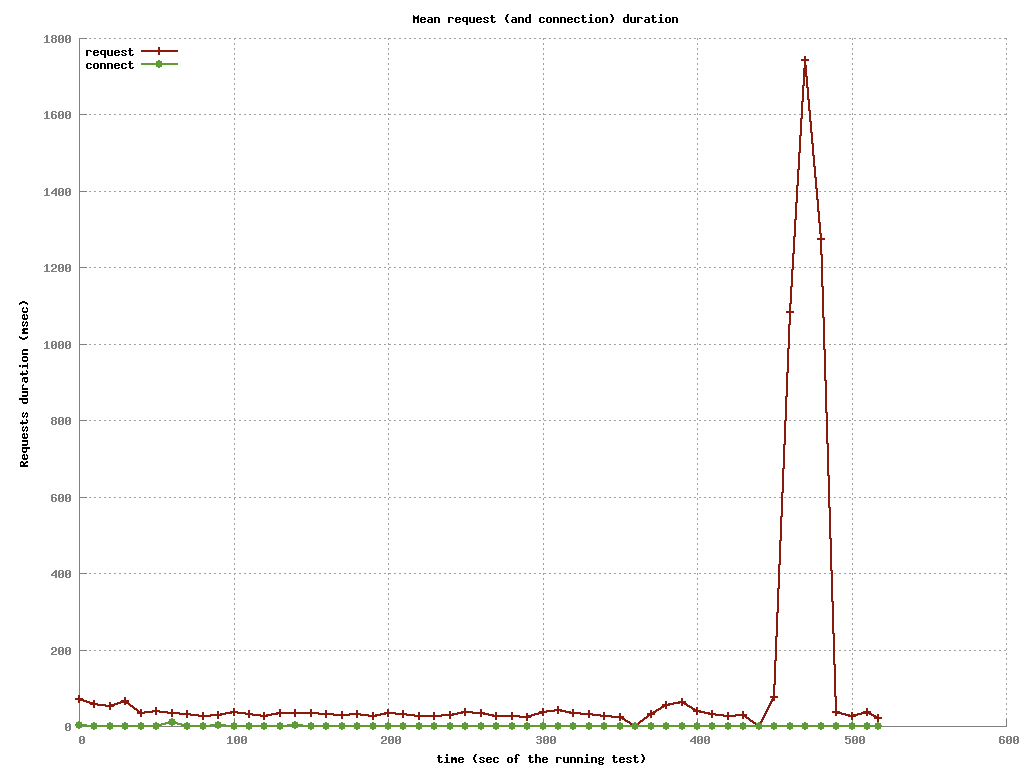 Mean request (and connection) duration
1800
request
connect
1600
1400
1200
1000
800
600
400
200
0
Requests duration (msec)
0 100 200 300 400 500 600
time (sec of the running test)